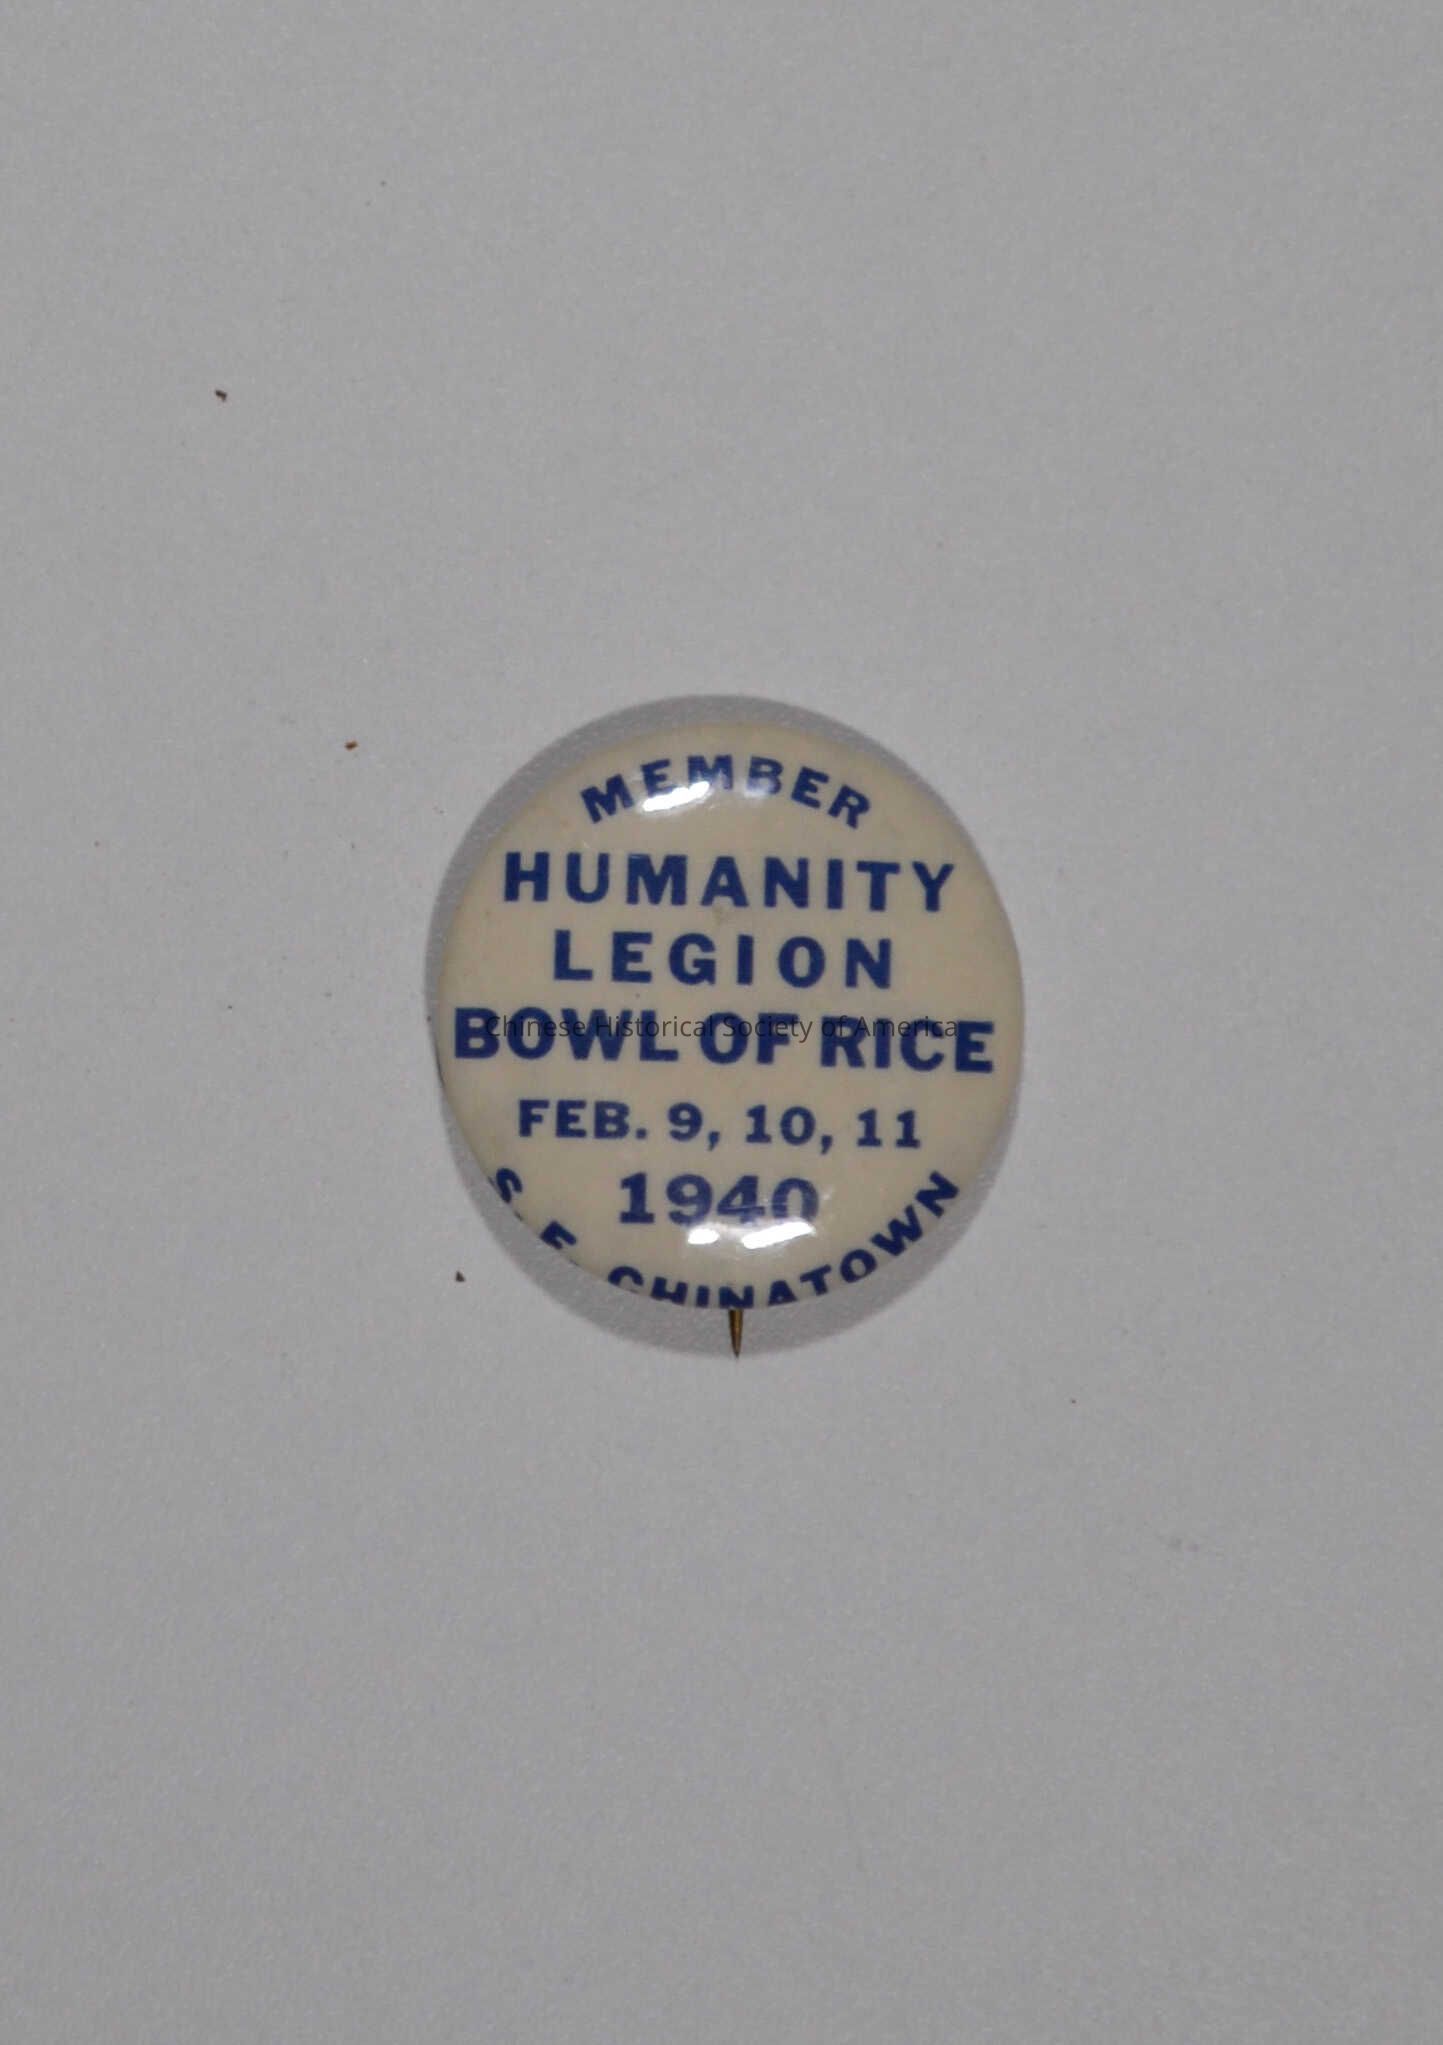 MEMBER
HUMANITY
LEGION
BOWL OF RICE
Chinese Historical Society of America
FEB. 9, 10, 11
1940
S. F. CHINATOWN